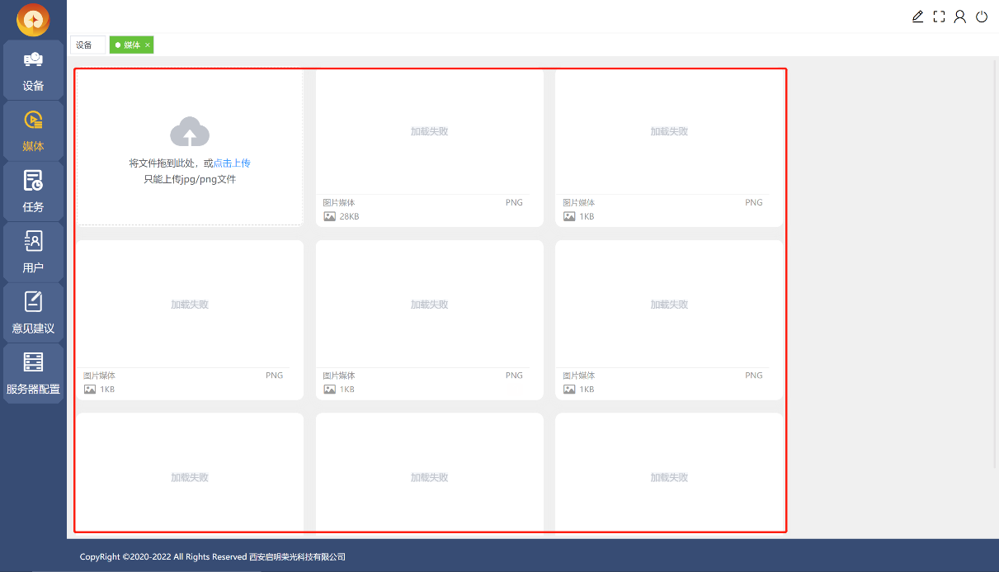 设备
媒体
任务
用户
意见建议
服务器配置
设备
媒体 ×
将文件拖到此处，或点击上传
只能上传jpg/png文件
加载失败
图片媒体 PNG
28KB
加载失败
图片媒体 PNG
1KB
加载失败
图片媒体 PNG
1KB
加载失败
图片媒体 PNG
1KB
加载失败
图片媒体 PNG
1KB
加载失败
加载失败
加载失败
CopyRight ©2020-2022 All Rights Reserved 西安启明荣光科技有限公司